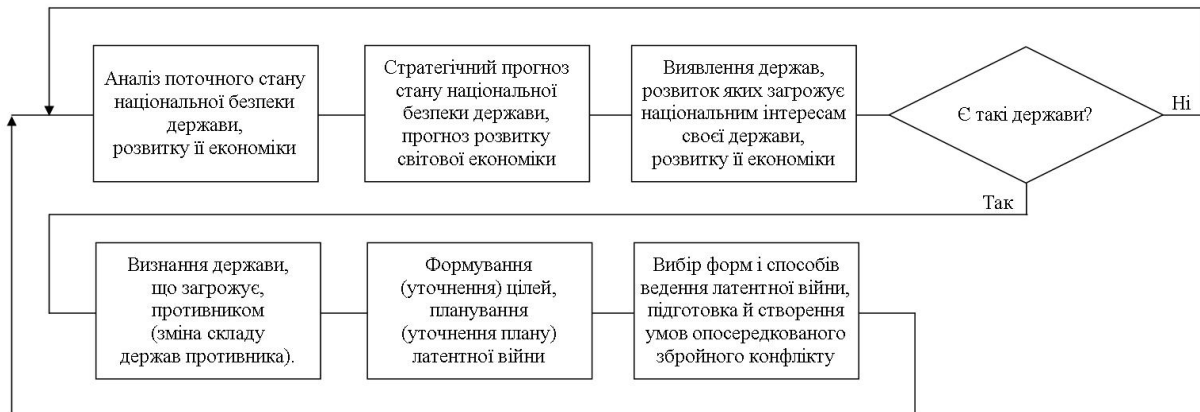 Аналіз поточного стану
національної безпеки
держави,
розвитку її економіки
Стратегічний прогноз
стану національної
безпеки держави,
прогноз розвитку
світової економіки
Виявлення держав,
розвиток яких загрожує
національним інтересам
своєї держави,
розвитку її економіки
Є такі держави?
Ні
Так
Визнання держави,
що загрожує,
противником
(зміна складу
держав противника).
Формування
(уточнення) цілей,
планування
(уточнення плану)
латентної війни
Вибір форм і способів
ведення латентної війни,
підготовка й створення
умов опосередкованого
збройного конфлікту